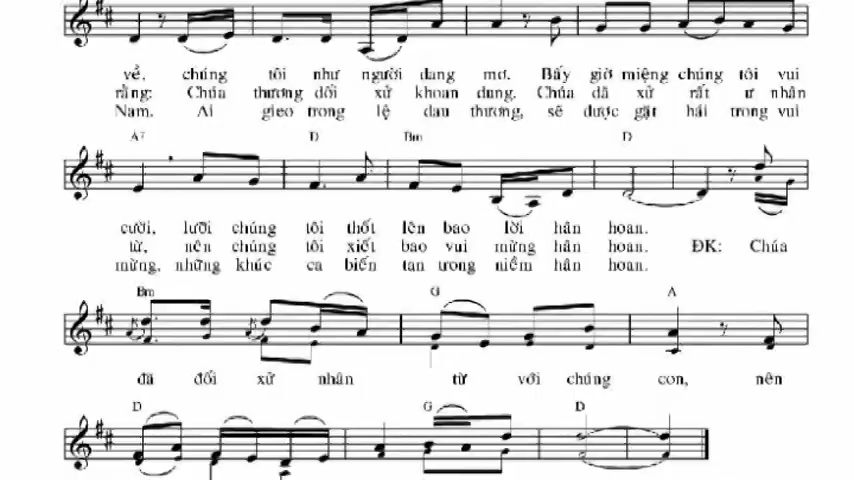 về, chúng tôi như người đang mơ. Bấy giờ miệng chúng tôi vui
rằng: Chúa thương đối xử khoan dung. Chúa đã xử rất ư nhân
Nam. Ai gieo trong lệ đau thương, sẽ được gặt hái trong vui
A7 D Bm D
cười, lưỡi chúng tôi thốt lên bao lời hân hoan.
từ, nên chúng tôi xiết bao vui mừng hân hoan. ĐK: Chúa
mừng, những khúc ca biến tan trong niềm hân hoan.
Bm G A
đã đối xử nhân từ với chúng con, nên
D G D